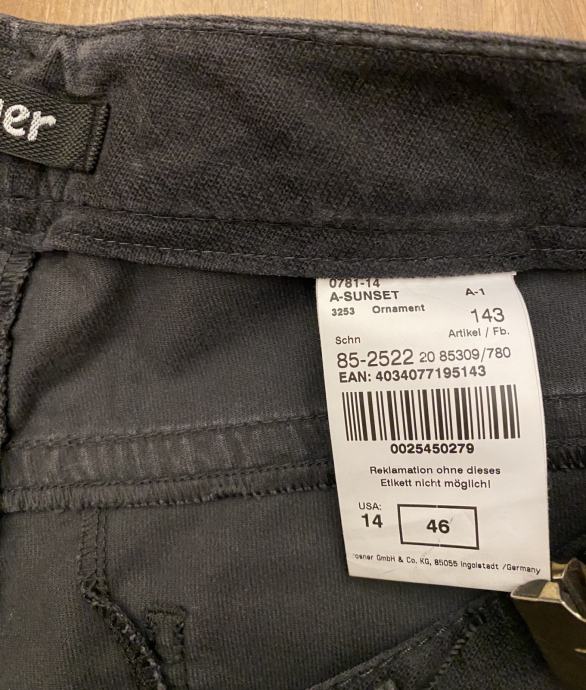 er
0781-14
A-SUNSET A-1
3253 Ornament 143
Schn Artikel / Fb.
85-2522 20 85309/780
EAN: 4034077195143
0025450279
Reklamation ohne dieses
Etikett nicht möglich!
USA:
14 46
osner GmbH & Co. KG, 85055 Ingolstadt /Germany